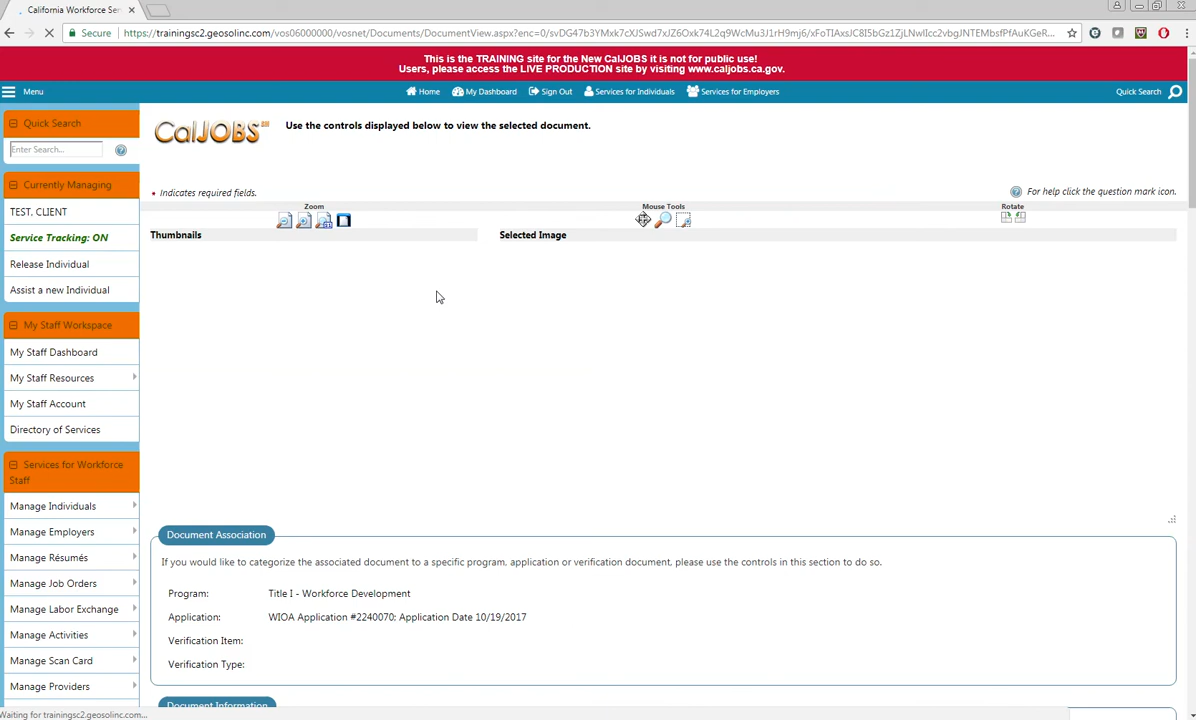 California Workforce Ser
Secure
https://trainingsc2.geosolinc.com/vos06000000/vosnet/Documents/DocumentView.aspx?enc=
This is the TRAINING site for the New CalJOBS it is not for public use!
Users, please access the LIVE PRODUCTION site by visiting www.caljobs.ca.gov.
Menu
Home
My Dashboard
Sign Out
Services for Individuals
Services for Employers
Quick Search
Quick Search
Enter Search...
CalJOBS
Use the controls displayed below to view the selected document.
Currently Managing
Indicates required fields.
For help click the question mark icon.
TEST, CLIENT
Zoom
Mouse Tools
Rotate
Service Tracking: ON
Thumbnails
Selected Image
Release Individual
Assist a new Individual
My Staff Workspace
My Staff Dashboard
My Staff Resources
My Staff Account
Directory of Services
Services for Workforce
Staff
Manage Individuals
Manage Employers
Manage Résumés
Manage Job Orders
Manage Labor Exchange
Manage Activities
Manage Scan Card
Manage Providers
Document Association
If you would like to categorize the associated document to a specific program, application or verification document, please use the controls in this section to do so.
Program: Title I - Workforce Development
Application: WIOA Application #2240070; Application Date 10/19/2017
Verification Item:
Verification Type:
Document Information
Waiting for trainingsc2.geosolinc.com...